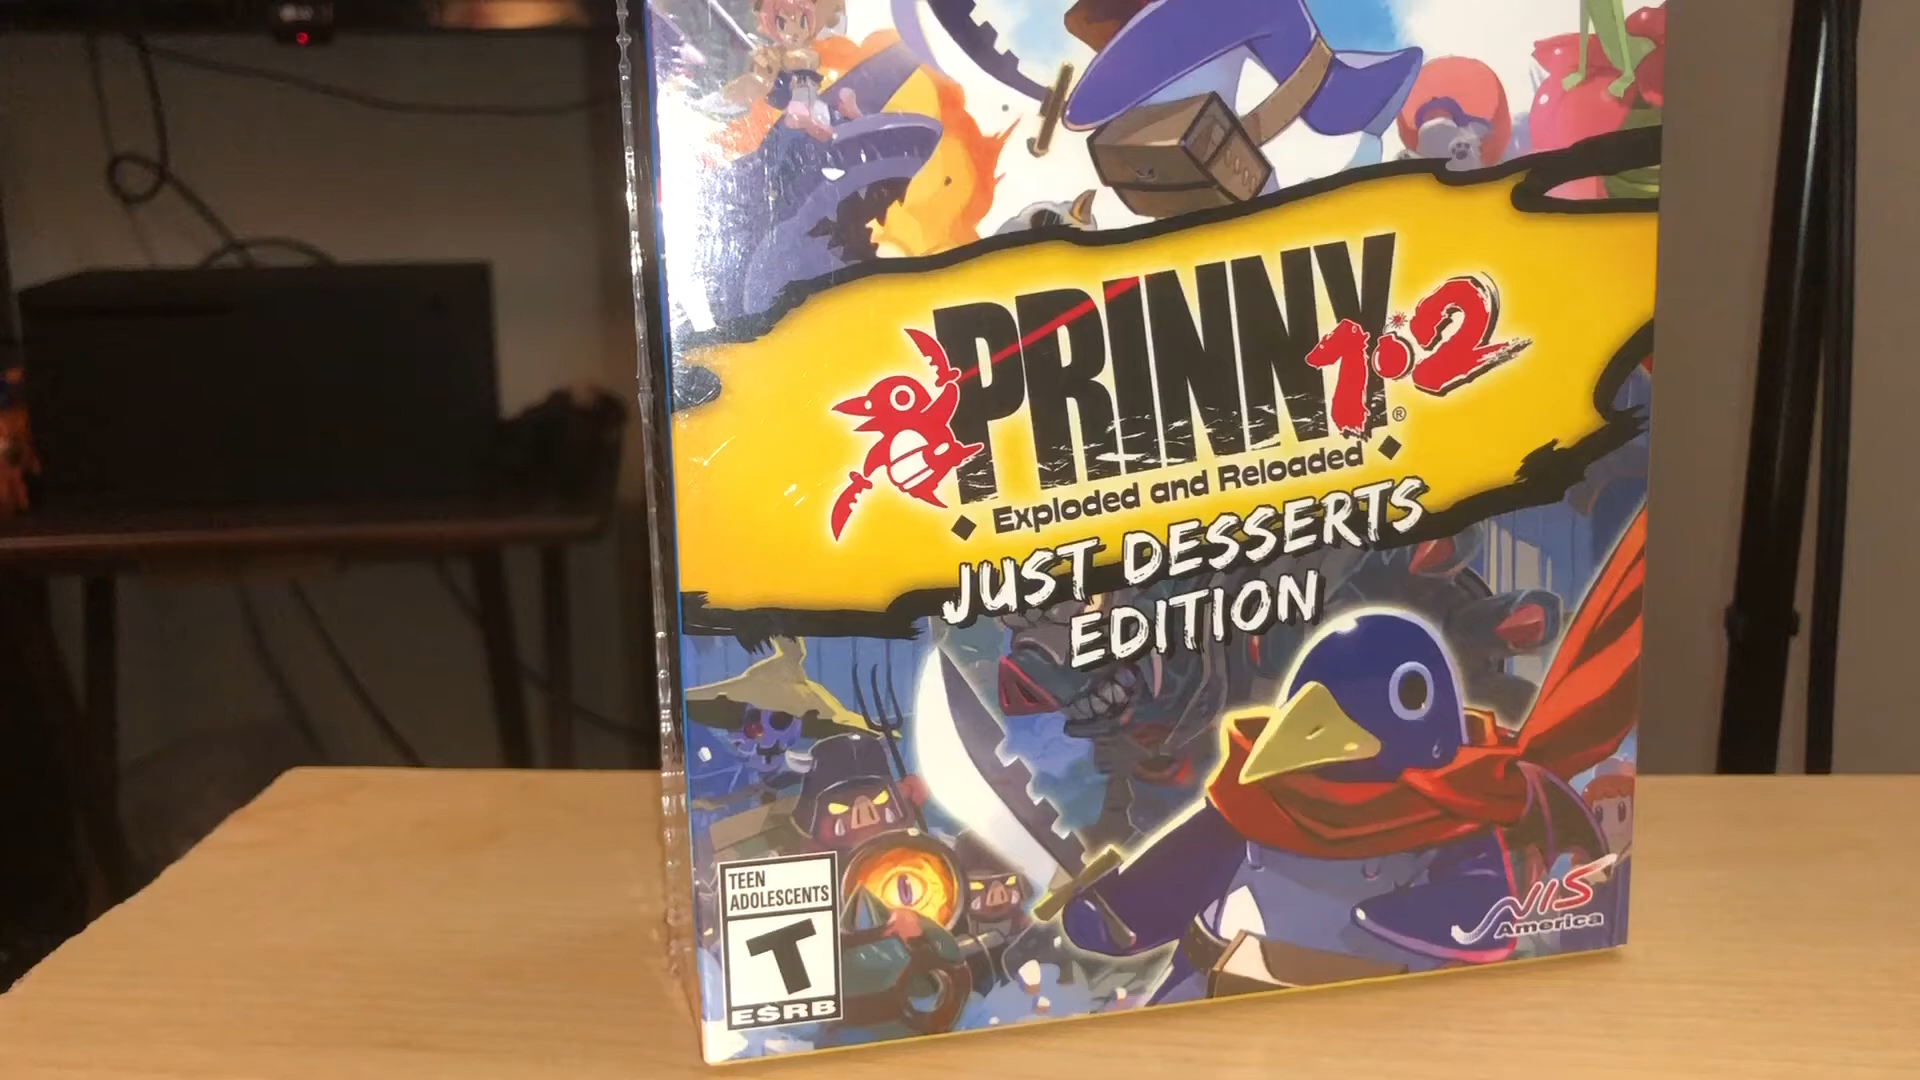 PRINNY 1•2 ®
Exploded and Reloaded
JUST DESSERTS
EDITION
TEEN
ADOLESCENTS
T
ESRB
NIS
America